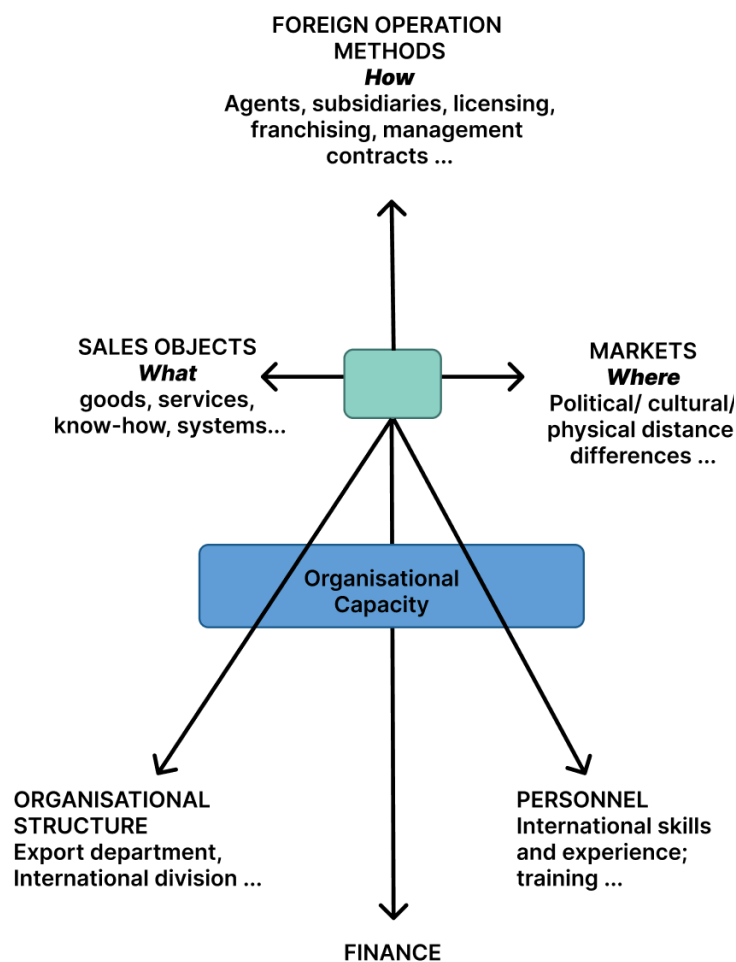 FOREIGN OPERATION
METHODS
How
Agents, subsidiaries, licensing,
franchising, management
contracts ...
SALES OBJECTS
What
goods, services,
know-how, systems...
MARKETS
Where
Political/ cultural/
physical distance
differences ...
Organisational
Capacity
ORGANISATIONAL
STRUCTURE
Export department,
International division ...
PERSONNEL
International skills
and experience;
training ...
FINANCE